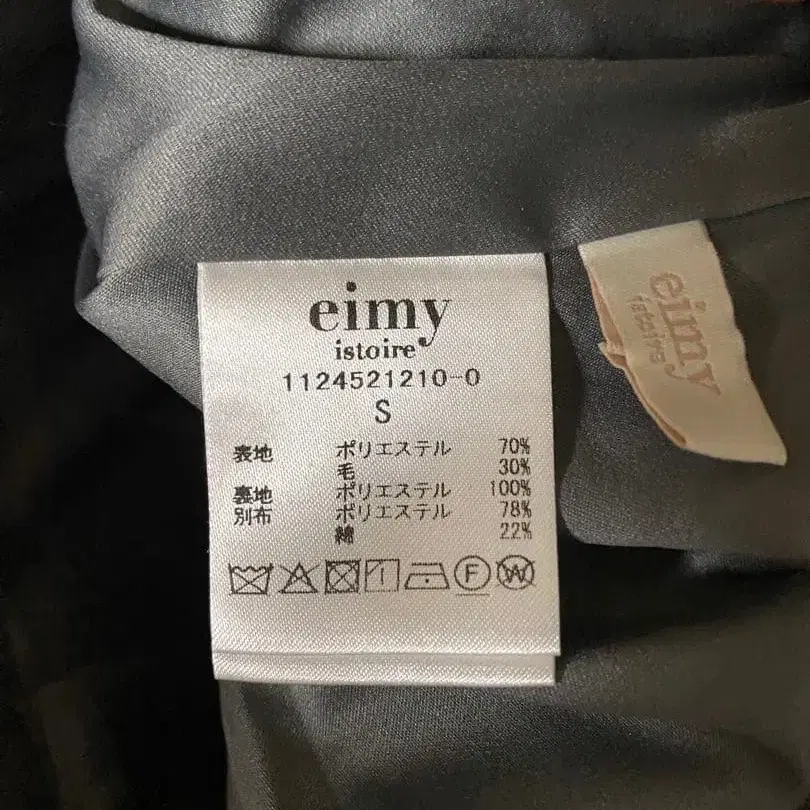 eimy
istoire
1124521210-0
S
表地 ポリエステル 70%
毛 30%
裏地 ポリエステル 100%
別布 ポリエステル 78%
綿 22%
F W
eimy
istoire